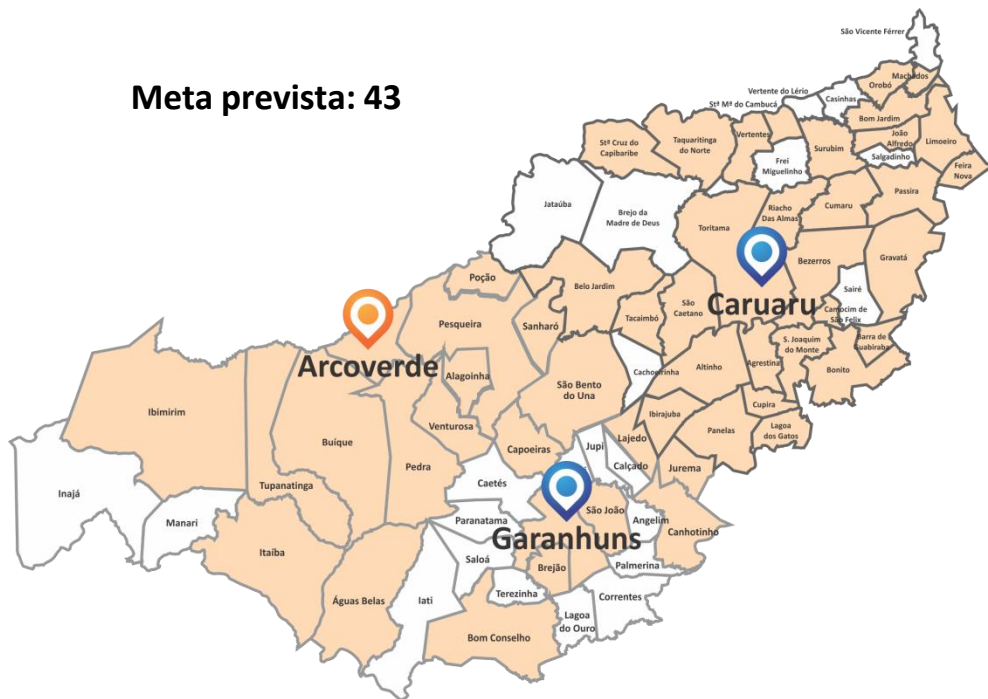 São Vicente Férrer
Meta prevista: 43
Vertente do Lério
Stª Mª do Cambucá
Casinhas
Orobó
Machados
Bom Jardim
João
Alfredo
Limoeiro
Salgadinho
Feira
Nova
Stª Cruz do
Capibaribe
Taquaritinga
do Norte
Vertentes
Surubim
Frei
Miguelinho
Passira
Cumaru
Riacho
Das Almas
Jataúba
Brejo da
Madre de Deus
Toritama
Bezerros
Gravatá
Sairé
Caruaru
Camocim de
São Felix
Poção
Belo Jardim
Tacaimbó
São
Caetano
Pesqueira
Sanharó
Arcoverde
Alagoinha
Cachoeirinha
Altinho
Agrestina
S. Joaquim
do Monte
Barra de
Guabiraba
Bonito
São Bento
do Una
Ibirajuba
Cupira
Panelas
Lagoa
dos Gatos
Ibimirim
Buíque
Venturosa
Capoeiras
Jupi
Lajedo
Calçado
Jurema
Pedra
Tupanatinga
Caetés
Inajá
Manari
Paranatama
São João
Angelim
Canhotinho
Garanhuns
Itaíba
Saloá
Brejão
Palmerina
Águas Belas
Iati
Terezinha
Correntes
Lagoa
do Ouro
Bom Conselho